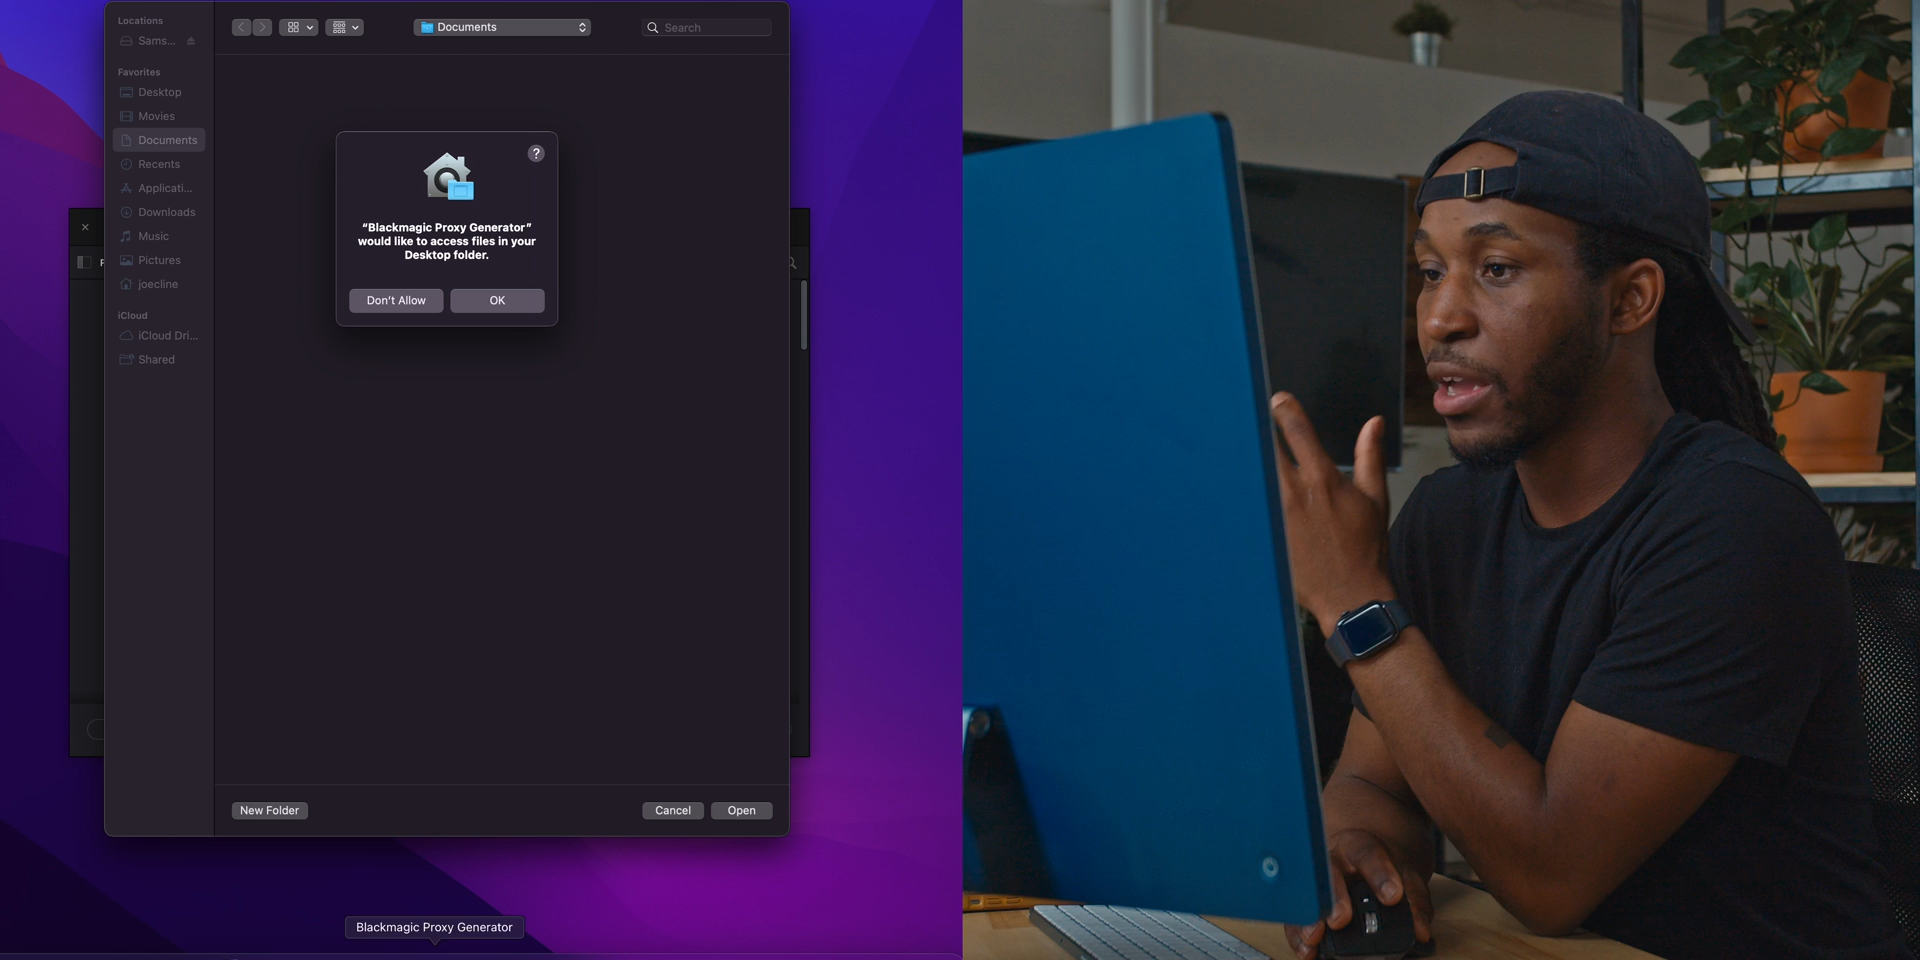 Locations
Sams...
Favorites
Desktop
Movies
Documents
Recents
Applicati...
Downloads
Music
Pictures
joecline
iCloud
iCloud Dri...
Shared
Documents
Search
?
“Blackmagic Proxy Generator”
would like to access files in your
Desktop folder.
Don’t Allow
OK
New Folder
Cancel
Open
Blackmagic Proxy Generator